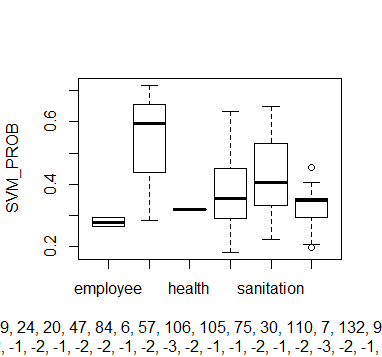 SVM_PROB
0.6
0.4
0.2
employee health sanitation
9, 24, 20, 47, 84, 6, 57, 106, 105, 75, 30, 110, 7, 132, 9
, -1, -2, -1, -2, -2, -1, -2, -3, -2, -1, -1, -2, -1, -2, -3, -2, -1,